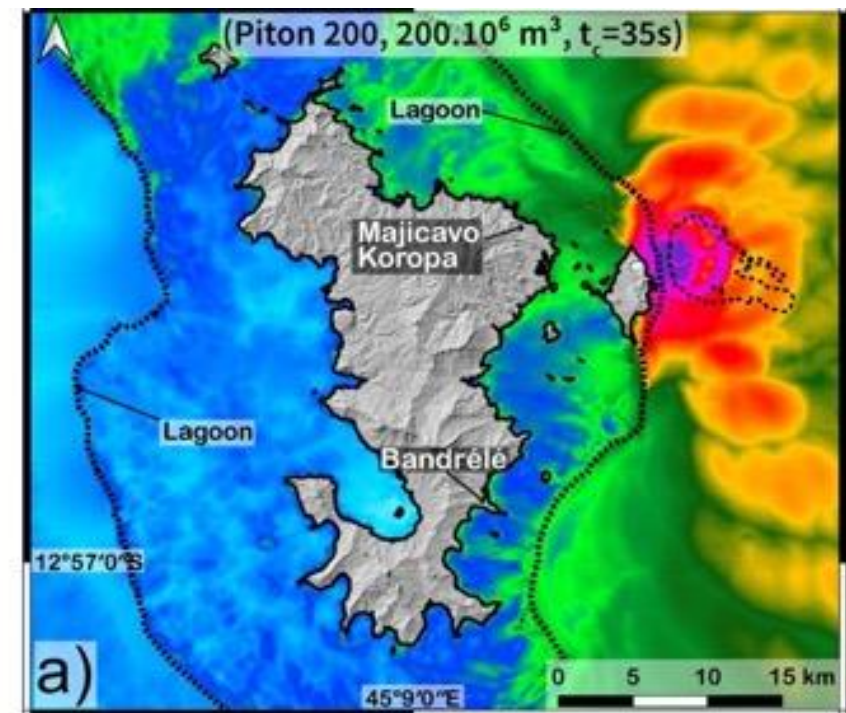 (Piton 200, 200.10⁶ m³, t꜀=35s)
Lagoon
Majicavo
Koropa
Lagoon
Bandrélé
12°57'0"S
a)
45°9'0"E
0 5 10 15 km